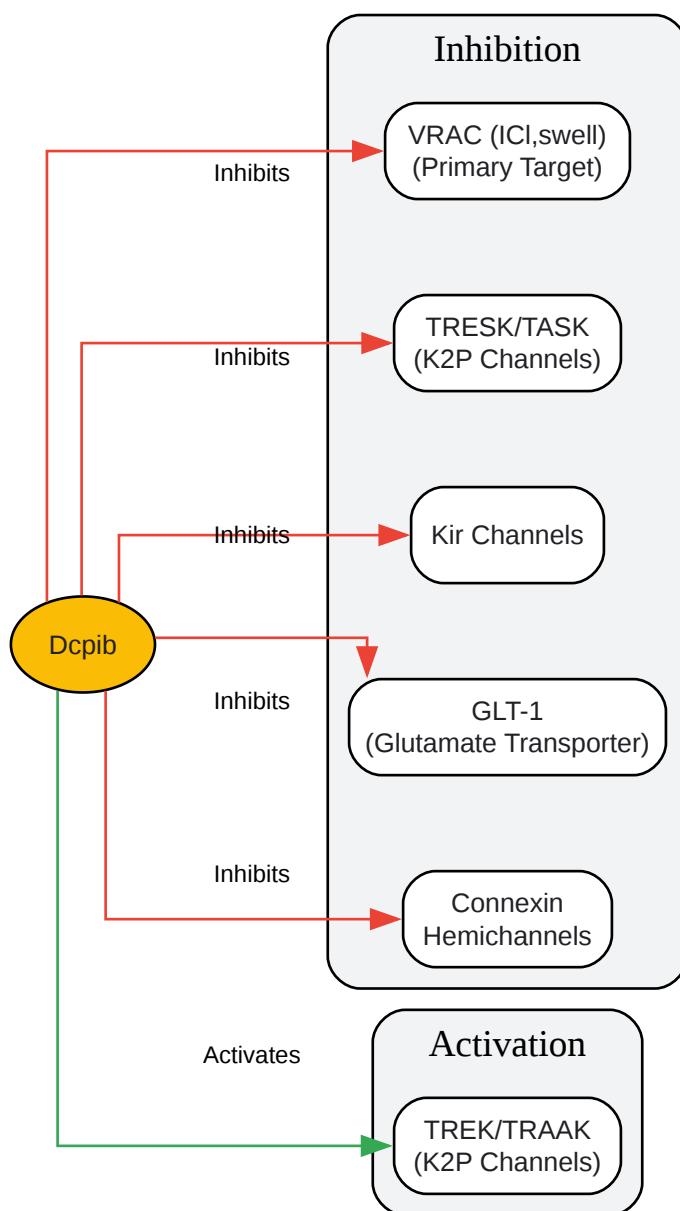 Inhibition
VRAC (ICl,swell)
(Primary Target)
Inhibits
TRESK/TASK
(K2P Channels)
Inhibits
Kir Channels
Inhibits
Dcpib
GLT-1
(Glutamate Transporter)
Inhibits
Connexin
Hemichannels
Inhibits
Activation
Activates
TREK/TRAAK
(K2P Channels)